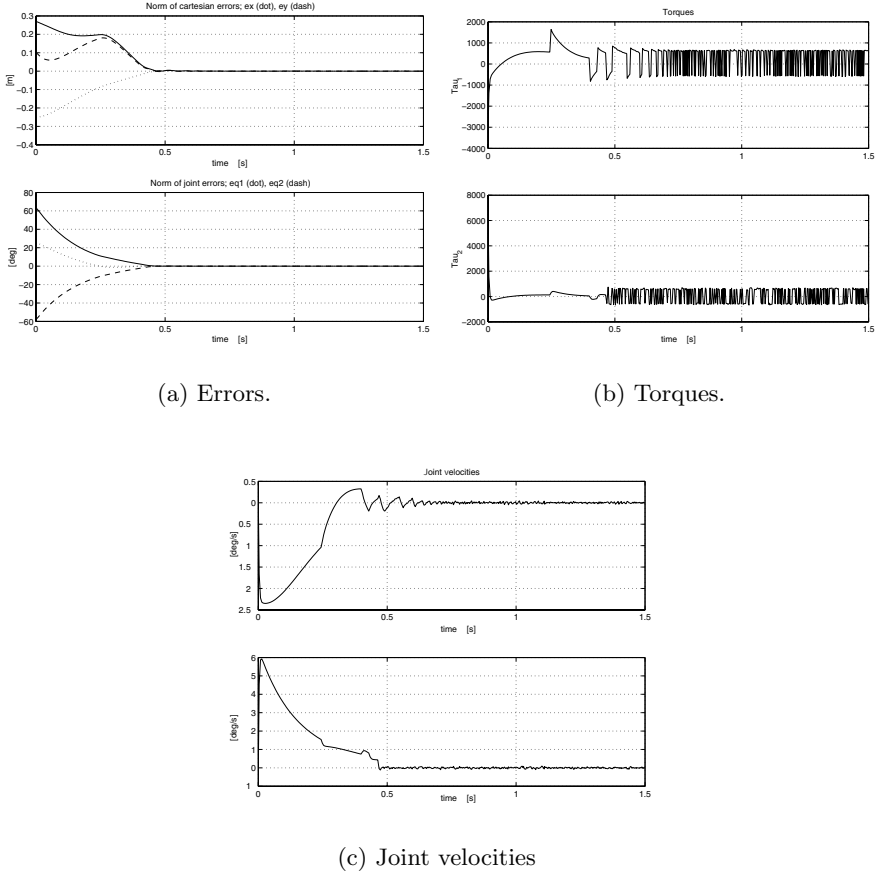 Norm of cartesian errors; ex (dot), ey (dash)
0.3
0.2
0.1
0
−0.1
−0.2
−0.3
−0.4
[m]
0 0.5 1 1.5
time [s]
Norm of joint errors; eq1 (dot), eq2 (dash)
80
60
40
20
0
−20
−40
−60
[deg]
0 0.5 1 1.5
time [s]
(a) Errors.
Torques
2000
1000
0
−1000
−2000
−3000
−4000
Tau1
0 0.5 1 1.5
8000
6000
4000
2000
0
−2000
Tau2
0 0.5 1 1.5
time [s]
(b) Torques.
Joint velocities
0.5
0
0.5
1
1.5
2
2.5
[deg/s]
0 0.5 1 1.5
time [s]
6
5
4
3
2
1
0
1
[deg/s]
0 0.5 1 1.5
time [s]
(c) Joint velocities